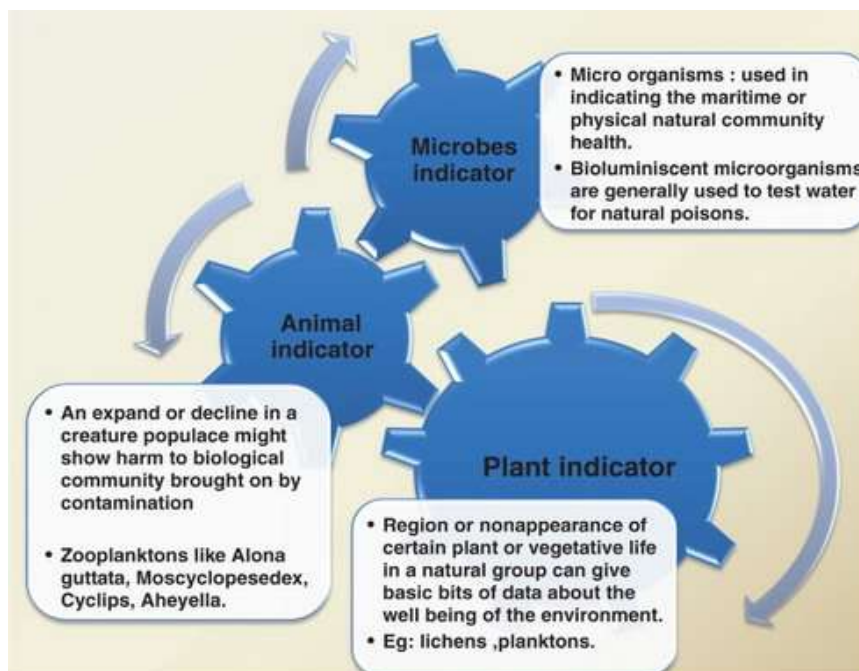 Microbes
indicator
• Micro organisms : used in
indicating the maritime or
physical natural community
health.
• Bioluminiscent microorganisms
are generally used to test water
for natural poisons.
Animal
indicator
• An expand or decline in a
creature populace might
show harm to biological
community brought on by
contamination
• Zooplanktons like Alona
guttata, Moscyclopesedex,
Cyclips, Aheyella.
Plant indicator
• Region or nonappearance of
certain plant or vegetative life
in a natural group can give
basic bits of data about the
well being of the environment.
• Eg: lichens ,planktons.